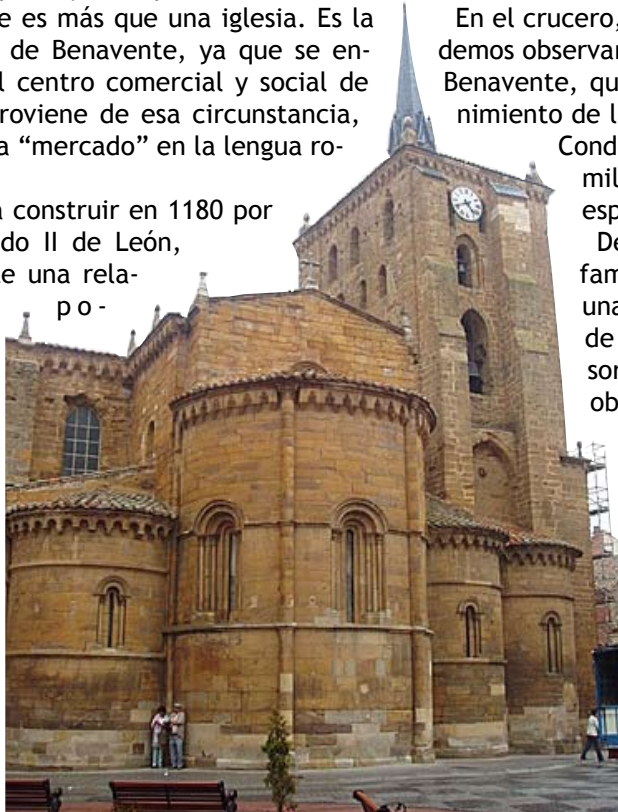 e es más que una iglesia. Es la
de Benavente, ya que se en-
l centro comercial y social de
roviene de esa circunstancia,
a “mercado” en la lengua ro-
a construir en 1180 por
do II de León,
e una rela-
po-
En el crucero,
demos observar
Benavente, qu
nimiento de l
Cond
mil
esp
De
fam
una
de
sor
ob